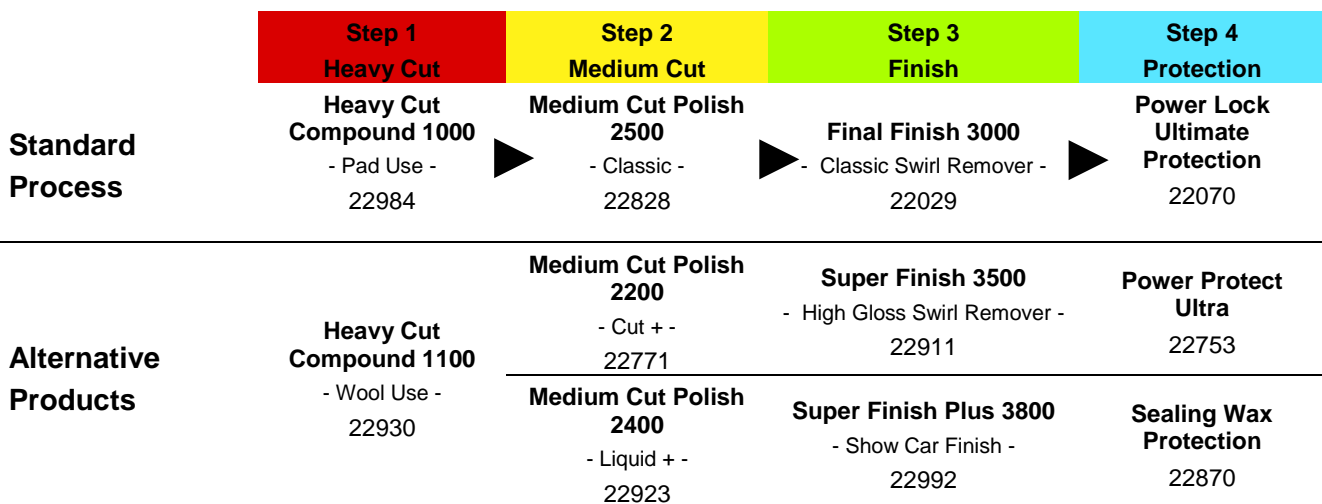 Step 1
Heavy Cut
Step 2
Medium Cut
Step 3
Finish
Step 4
Protection
Standard
Process
Heavy Cut
Compound 1000
- Pad Use -
22984
Medium Cut Polish
2500
- Classic -
22828
Final Finish 3000
- Classic Swirl Remover -
22029
Power Lock
Ultimate
Protection
22070
Alternative
Products
Heavy Cut
Compound 1100
- Wool Use -
22930
Medium Cut Polish
2200
- Cut + -
22771
Super Finish 3500
- High Gloss Swirl Remover -
22911
Power Protect
Ultra
22753
Medium Cut Polish
2400
- Liquid + -
22923
Super Finish Plus 3800
- Show Car Finish -
22992
Sealing Wax
Protection
22870